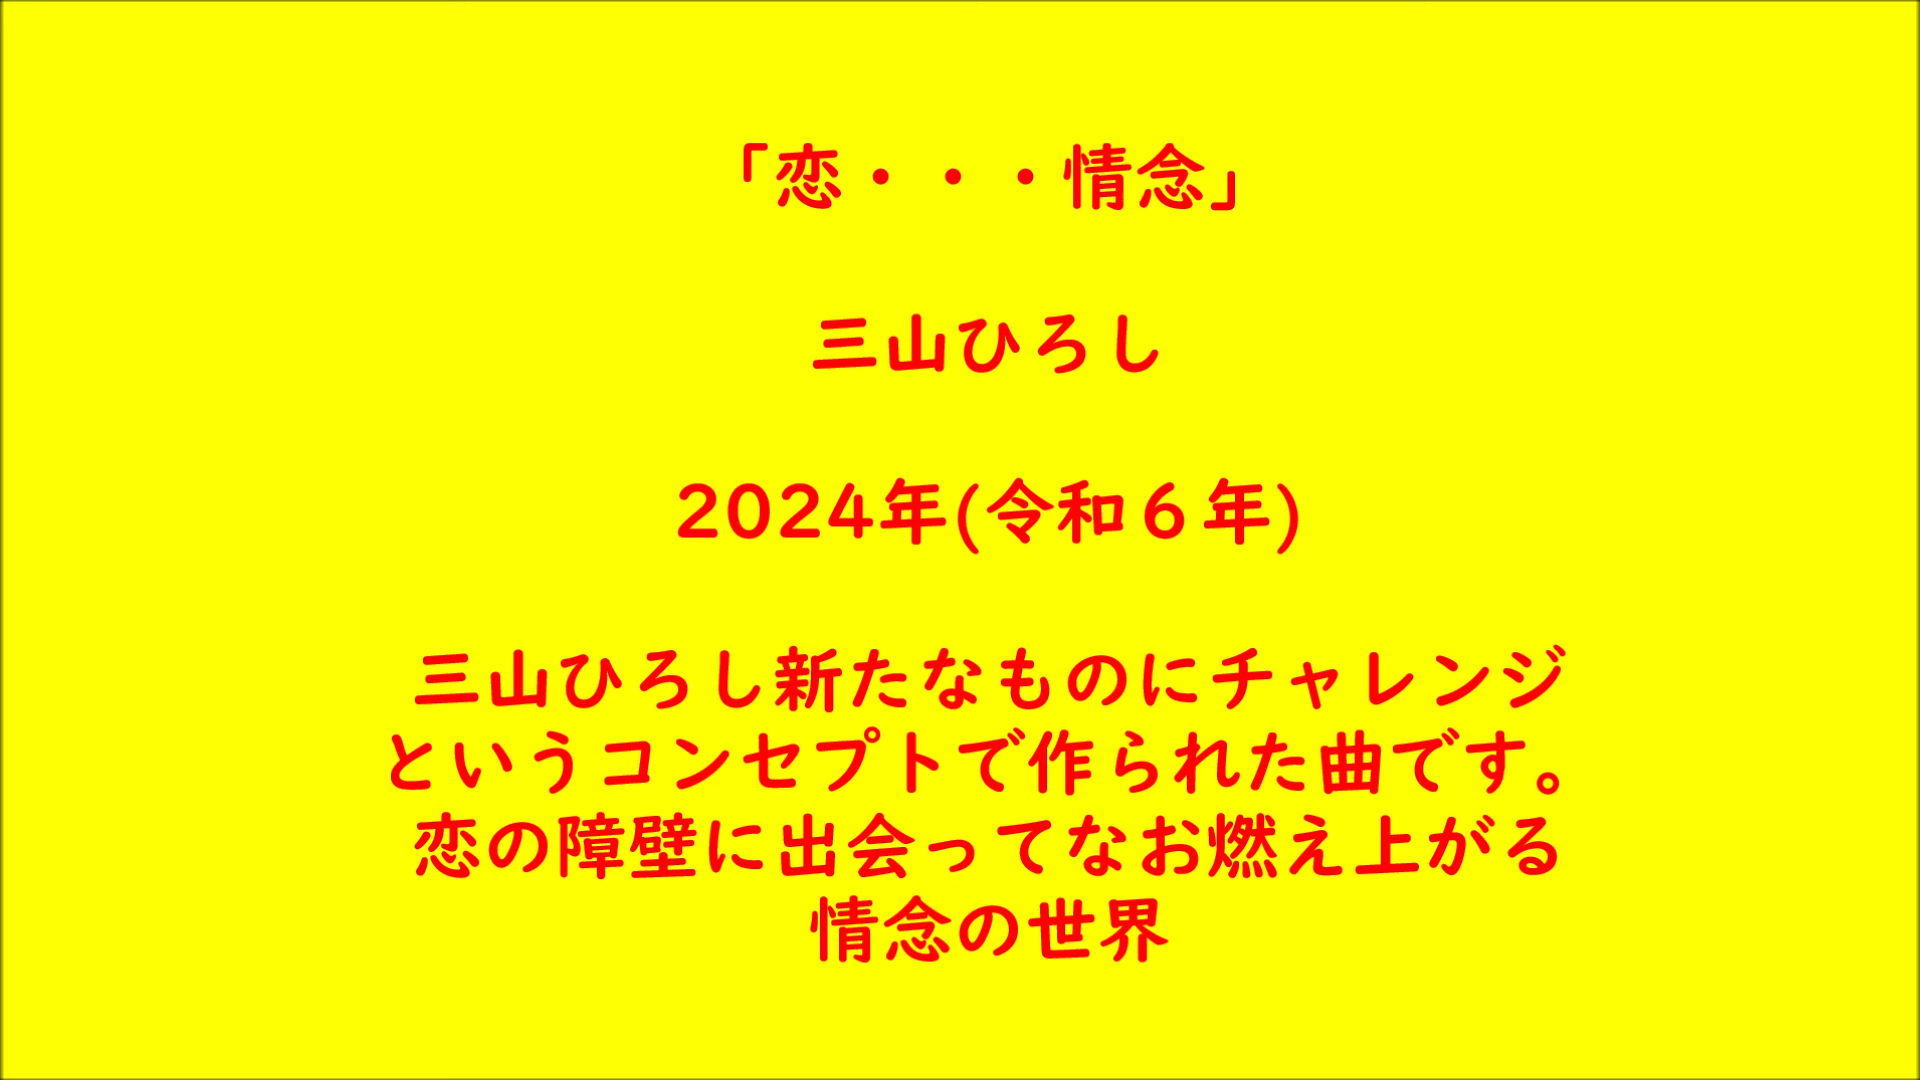 「恋・・・情念」
三山ひろし
2024年(令和６年)
三山ひろし新たなものにチャレンジ
というコンセプトで作られた曲です。
恋の障壁に出会ってなお燃え上がる
情念の世界